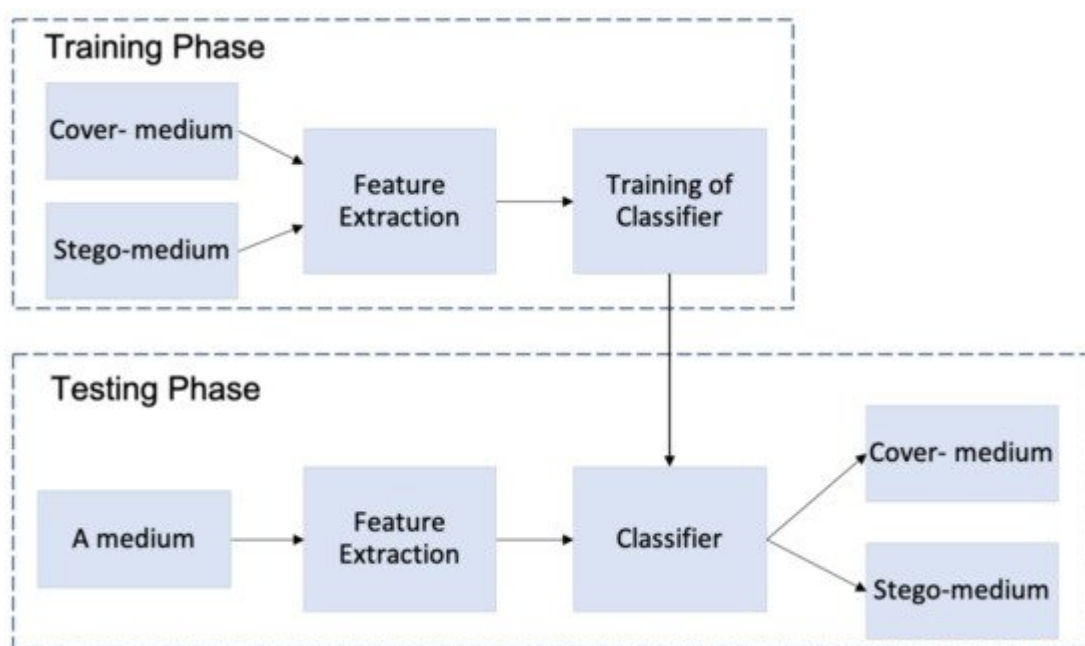 Training Phase
Cover- medium
Stego-medium
Feature
Extraction
Training of
Classifier
Testing Phase
A medium
Feature
Extraction
Classifier
Cover- medium
Stego-medium